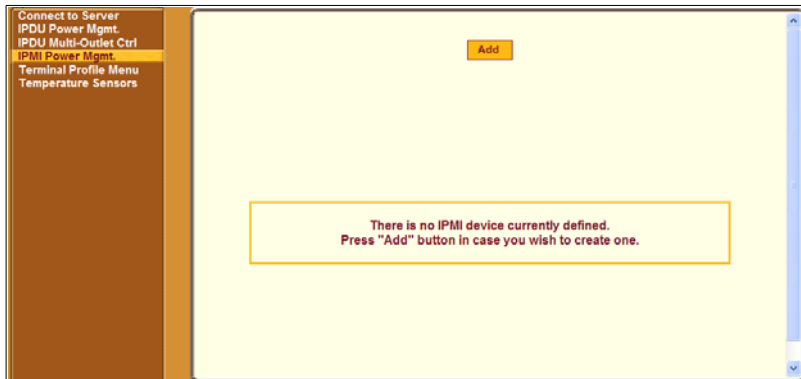 Connect to Server
IPDU Power Mgmt.
IPDU Multi-Outlet Ctrl
IPMI Power Mgmt.
Terminal Profile Menu
Temperature Sensors
Add
There is no IPMI device currently defined.
Press "Add" button in case you wish to create one.